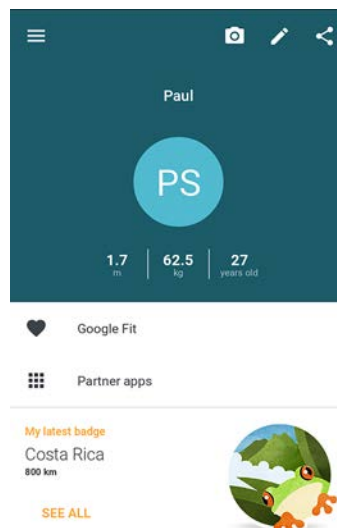 Paul
PS
1.7 62.5 27
m kg years old
Google Fit
Partner apps
My latest badge
Costa Rica
800 km
SEE ALL